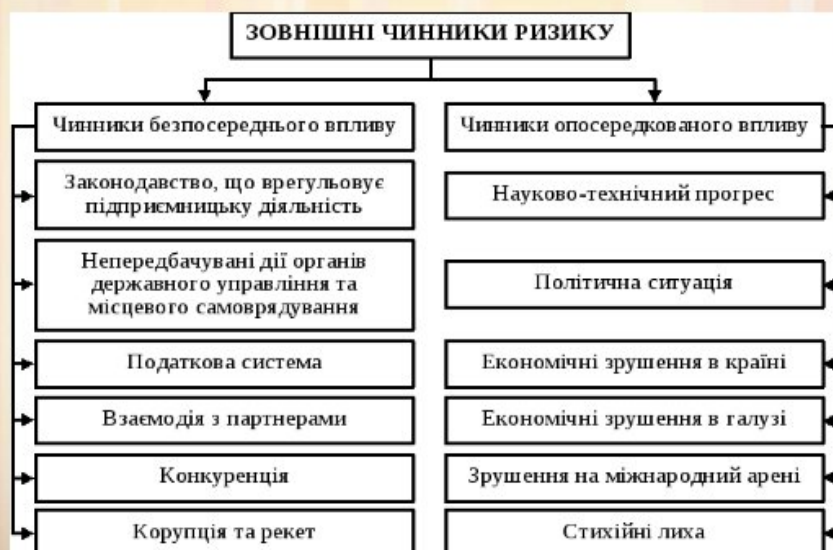 ЗОВНІШНІ ЧИННИКИ РИЗИКУ
Чинники безпосереднього впливу
Законодавство, що врегульовує
підприємницьку діяльність
Непередбачувані дії органів
державного управління та
місцевого самоврядування
Податкова система
Взаємодія з партнерами
Конкуренція
Корупція та рекет
Чинники опосередкованого впливу
Науково-технічний прогрес
Політична ситуація
Економічні зрушення в країні
Економічні зрушення в галузі
Зрушення на міжнародний арені
Стихійні лиха